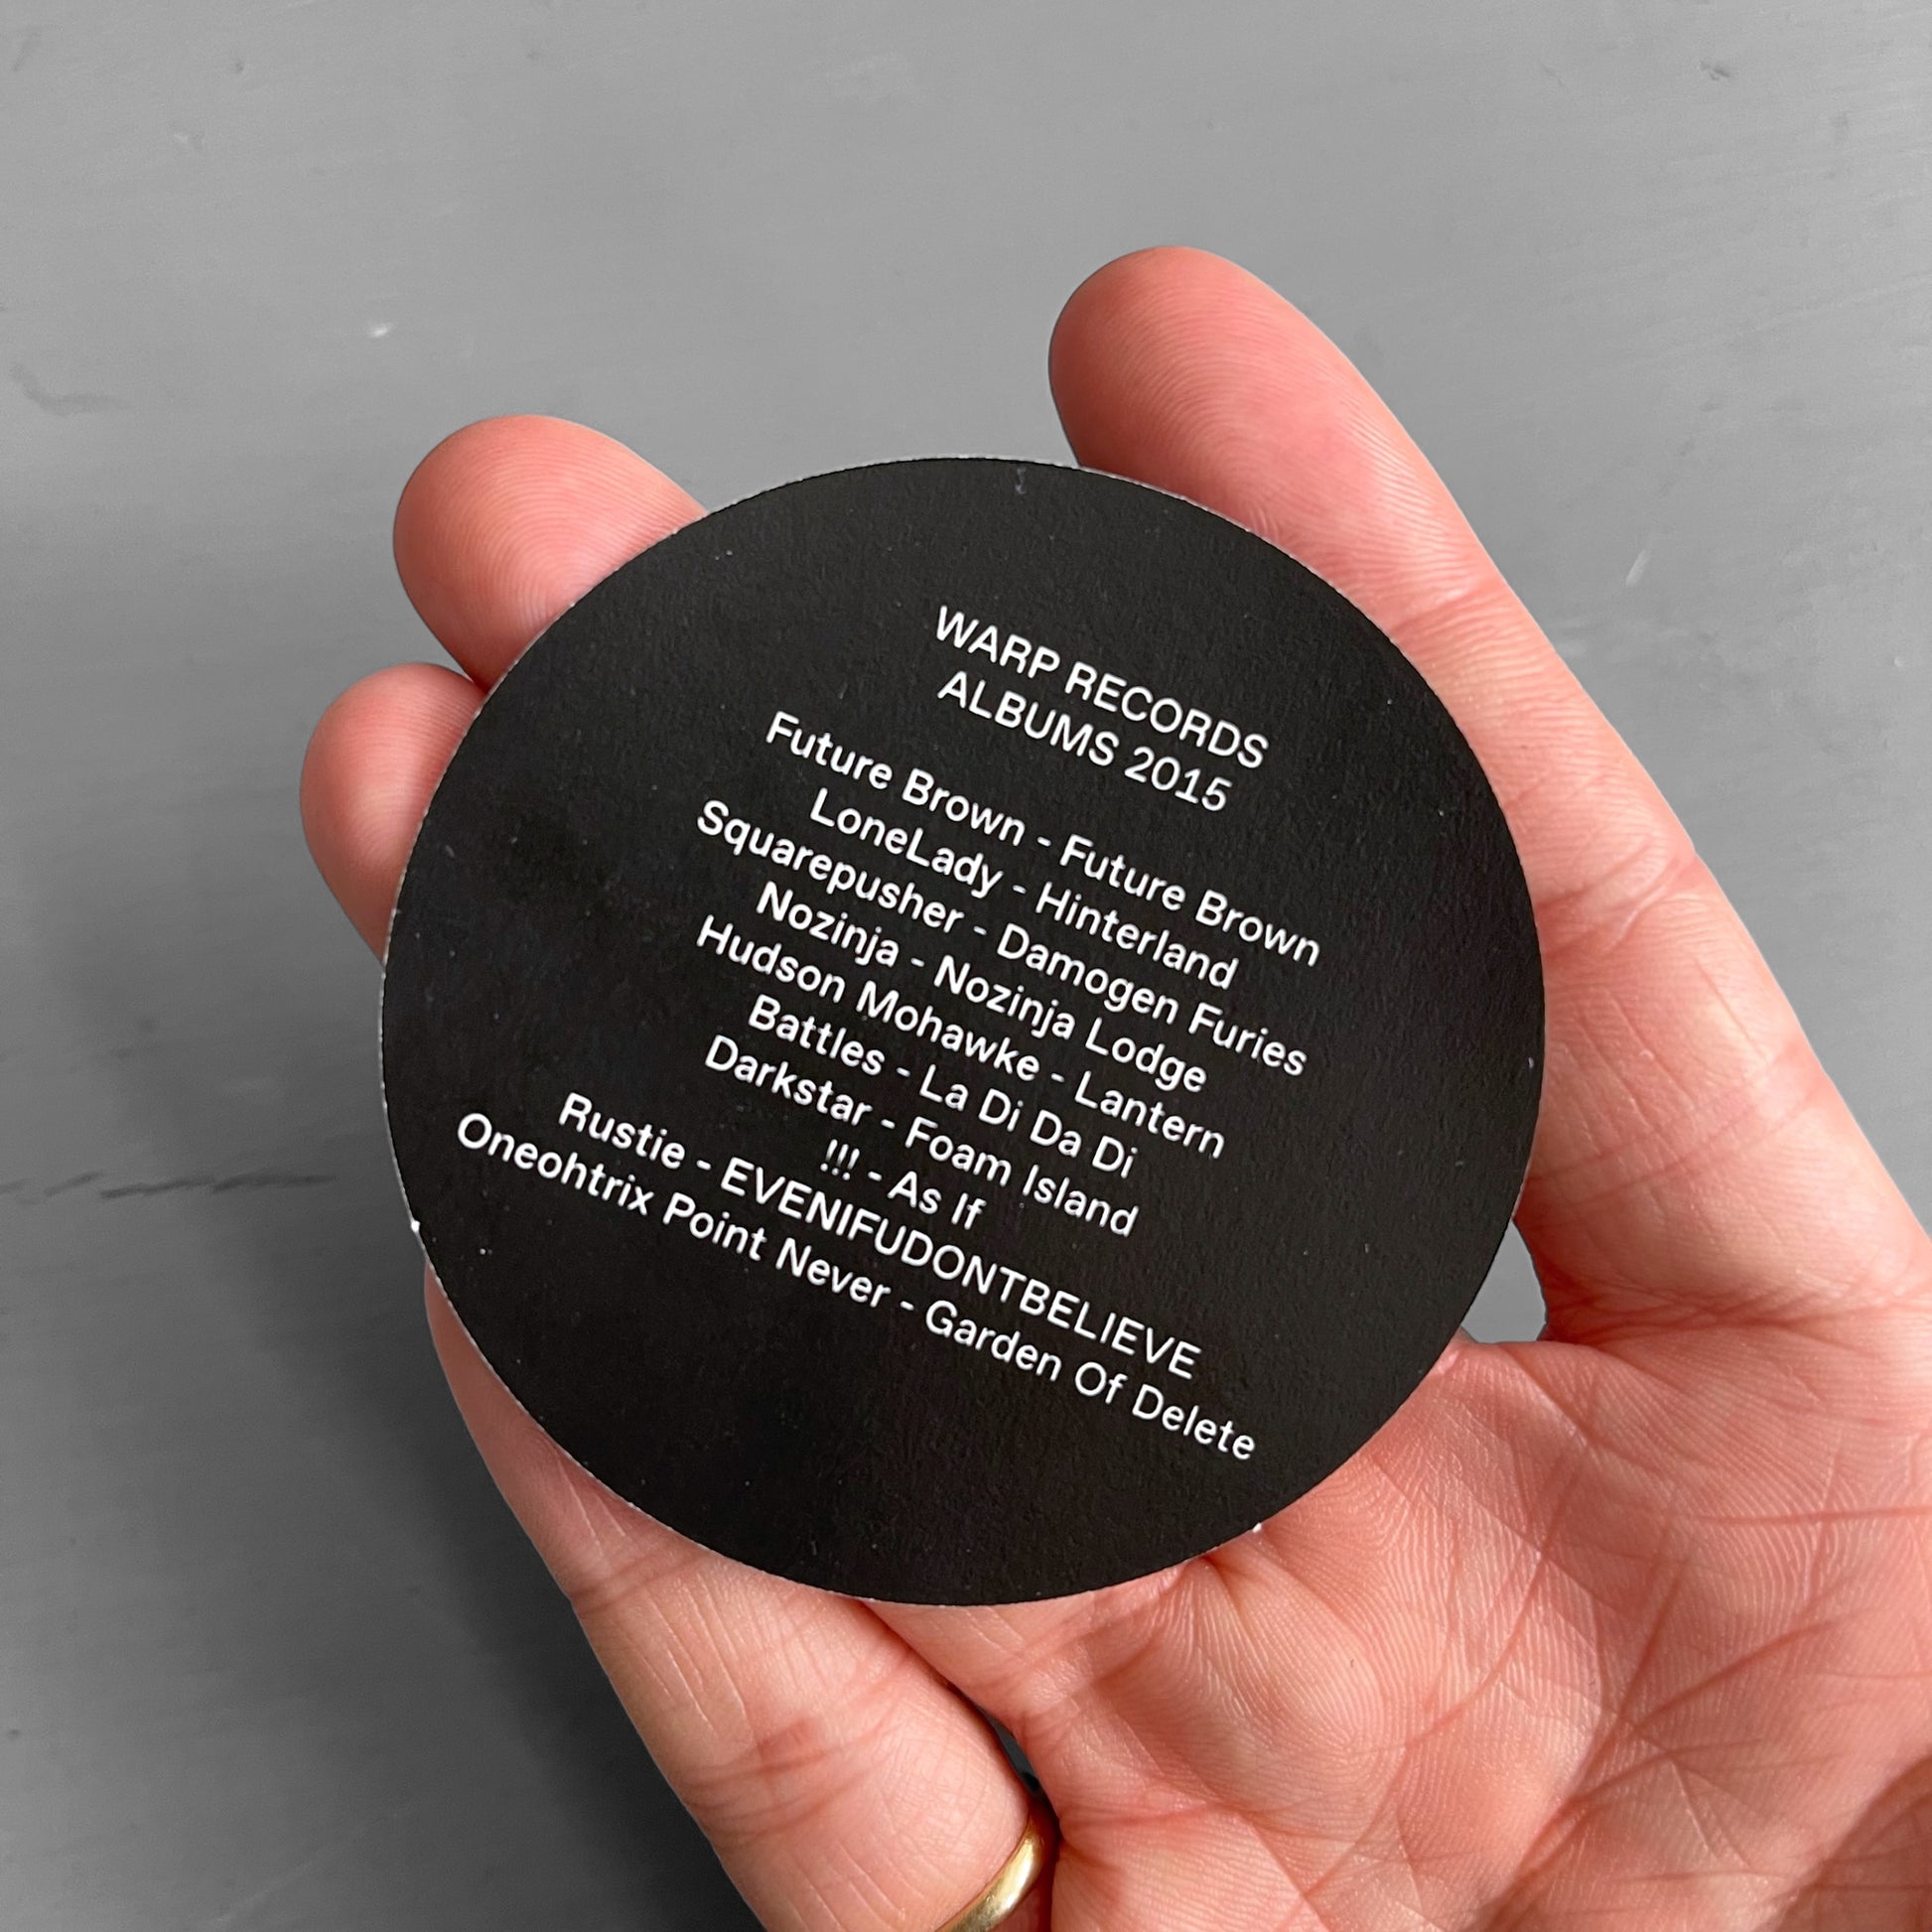 WARP RECORDS
ALBUMS 2015
Future Brown - Future Brown
LoneLady - Hinterland
Squarepusher - Damogen Furies
Nozinja - Nozinja Lodge
Hudson Mohawke - Lantern
Battles - La Di Da Di
Darkstar - Foam Island
!!! - As If
Rustie - EVENIFUDONTBELIEVE
Oneohtrix Point Never - Garden Of Delete